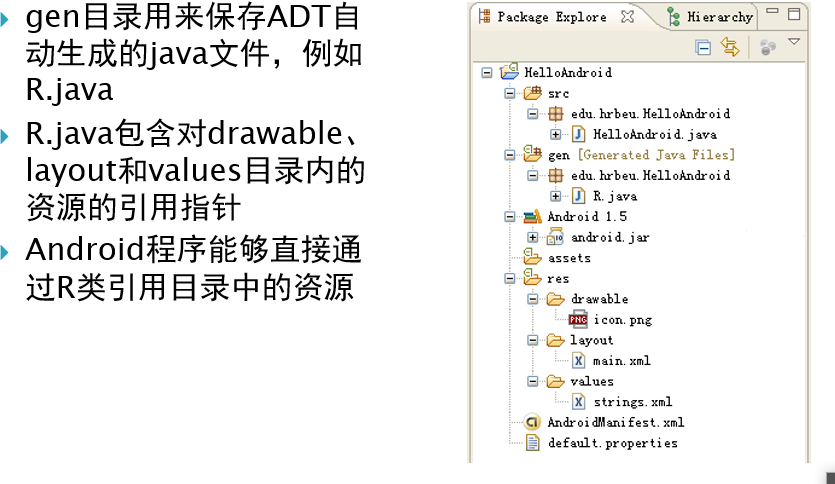 gen目录用来保存ADT自
动生成的java文件，例如
R.java
R.java包含对drawable、
layout和values目录内的
资源的引用指针
Android程序能够直接通
过R类引用目录中的资源
Package Explore
Hierarchy
HelloAndroid
src
edu.hrbeu.HelloAndroid
HelloAndroid.java
gen [Generated Java Files]
edu.hrbeu.HelloAndroid
R.java
Android 1.5
android.jar
assets
res
drawable
icon.png
layout
main.xml
values
strings.xml
AndroidManifest.xml
default.properties